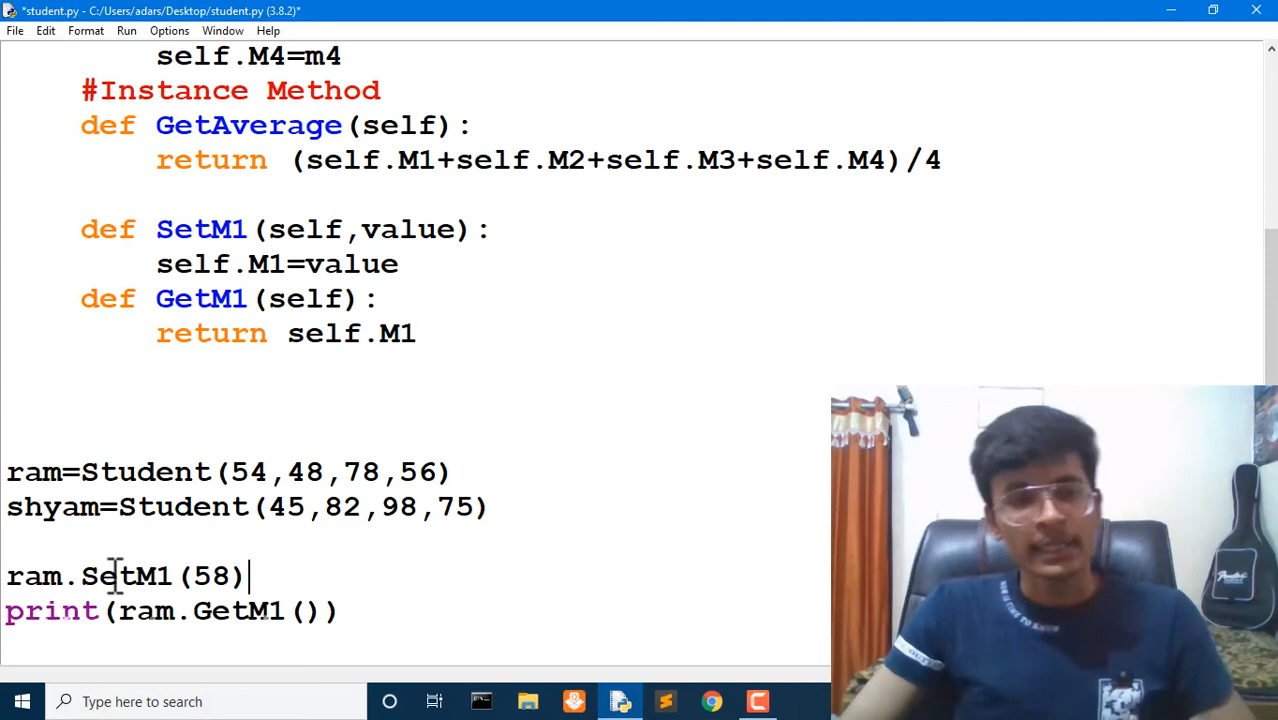 *student.py - C:/Users/adars/Desktop/student.py (3.8.2)*
File Edit Format Run Options Window Help
self.M4=m4
#Instance Method
def GetAverage(self):
return (self.M1+self.M2+self.M3+self.M4)/4
def SetM1(self,value):
self.M1=value
def GetM1(self):
return self.M1
ram=Student(54,48,78,56)
shyam=Student(45,82,98,75)
ram.SetM1(58)
print(ram.GetM1())
Type here to search